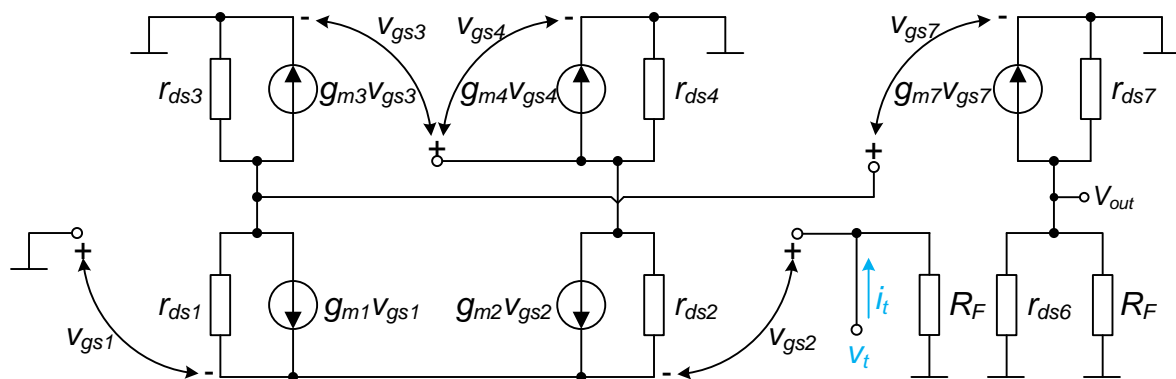 - v_gs3 v_gs4 - v_gs7 -
r_ds3 g_m3v_gs3 g_m4v_gs4 r_ds4 g_m7v_gs7 r_ds7
+ +
V_out
+ +
r_ds1 g_m1v_gs1 g_m2v_gs2 r_ds2 i_t R_F r_ds6 R_F
v_gs1 v_gs2 v_t
- -